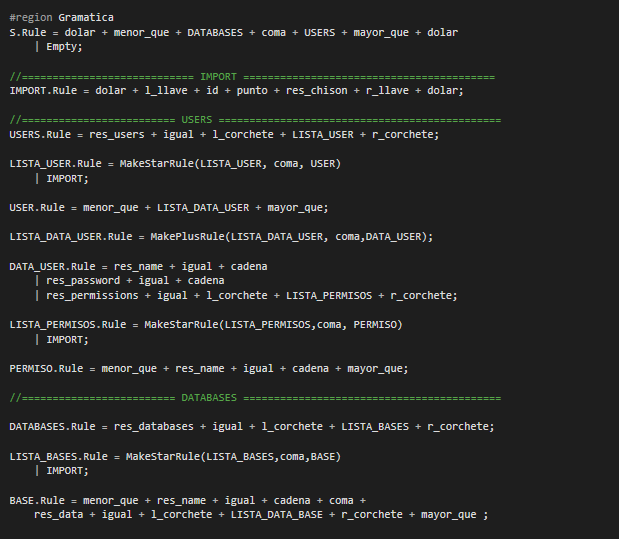 #region Gramatica
S.Rule = dolar + menor_que + DATABASES + coma + USERS + mayor_que + dolar
    | Empty;
//============================ IMPORT =========================================
IMPORT.Rule = dolar + l_llave + id + punto + res_chison + r_llave + dolar;
//========================= USERS ==============================================
USERS.Rule = res_users + igual + l_corchete + LISTA_USER + r_corchete;
LISTA_USER.Rule = MakeStarRule(LISTA_USER, coma, USER)
    | IMPORT;
USER.Rule = menor_que + LISTA_DATA_USER + mayor_que;
LISTA_DATA_USER.Rule = MakePlusRule(LISTA_DATA_USER, coma,DATA_USER);
DATA_USER.Rule = res_name + igual + cadena
    | res_password + igual + cadena
    | res_permissions + igual + l_corchete + LISTA_PERMISOS + r_corchete;
LISTA_PERMISOS.Rule = MakeStarRule(LISTA_PERMISOS,coma, PERMISO)
    | IMPORT;
PERMISO.Rule = menor_que + res_name + igual + cadena + mayor_que;
//========================= DATABASES ==========================================
DATABASES.Rule = res_databases + igual + l_corchete + LISTA_BASES + r_corchete;
LISTA_BASES.Rule = MakeStarRule(LISTA_BASES,coma,BASE)
    | IMPORT;
BASE.Rule = menor_que + res_name + igual + cadena + coma +
    res_data + igual + l_corchete + LISTA_DATA_BASE + r_corchete + mayor_que ;